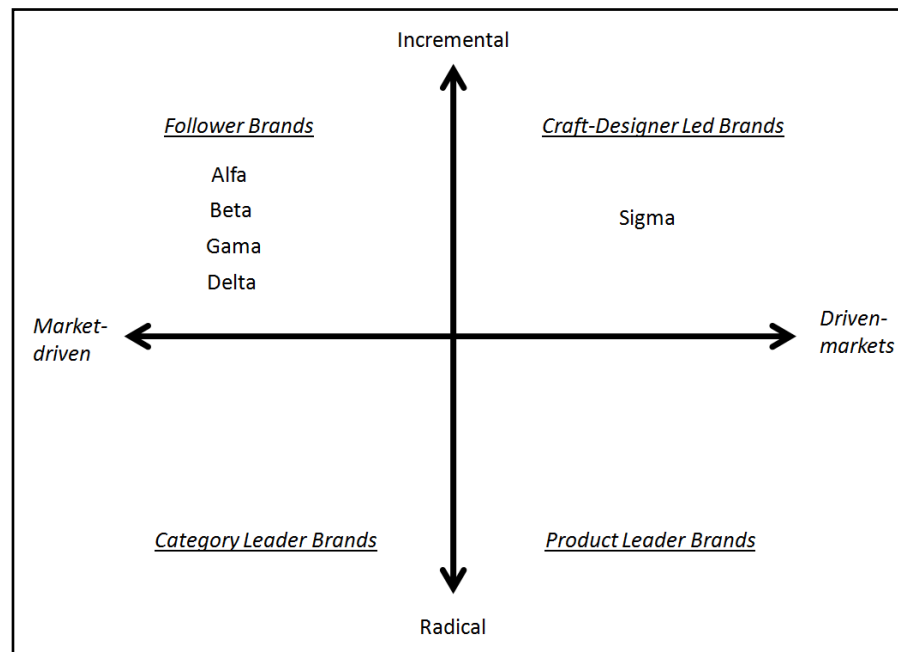 Incremental
Follower Brands
Craft-Designer Led Brands
Alfa
Beta
Gama
Delta
Sigma
Market-
driven
Driven-
markets
Category Leader Brands
Product Leader Brands
Radical